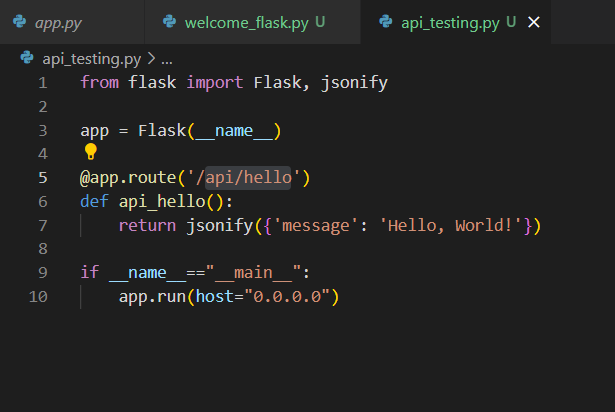 app.py welcome_flask.py U api_testing.py U
api_testing.py > ...
1 from flask import Flask, jsonify
2
3 app = Flask(__name__)
4
5 @app.route('/api/hello')
6 def api_hello():
7     return jsonify({'message': 'Hello, World!'})
8
9 if __name__=="__main__":
10     app.run(host="0.0.0.0")